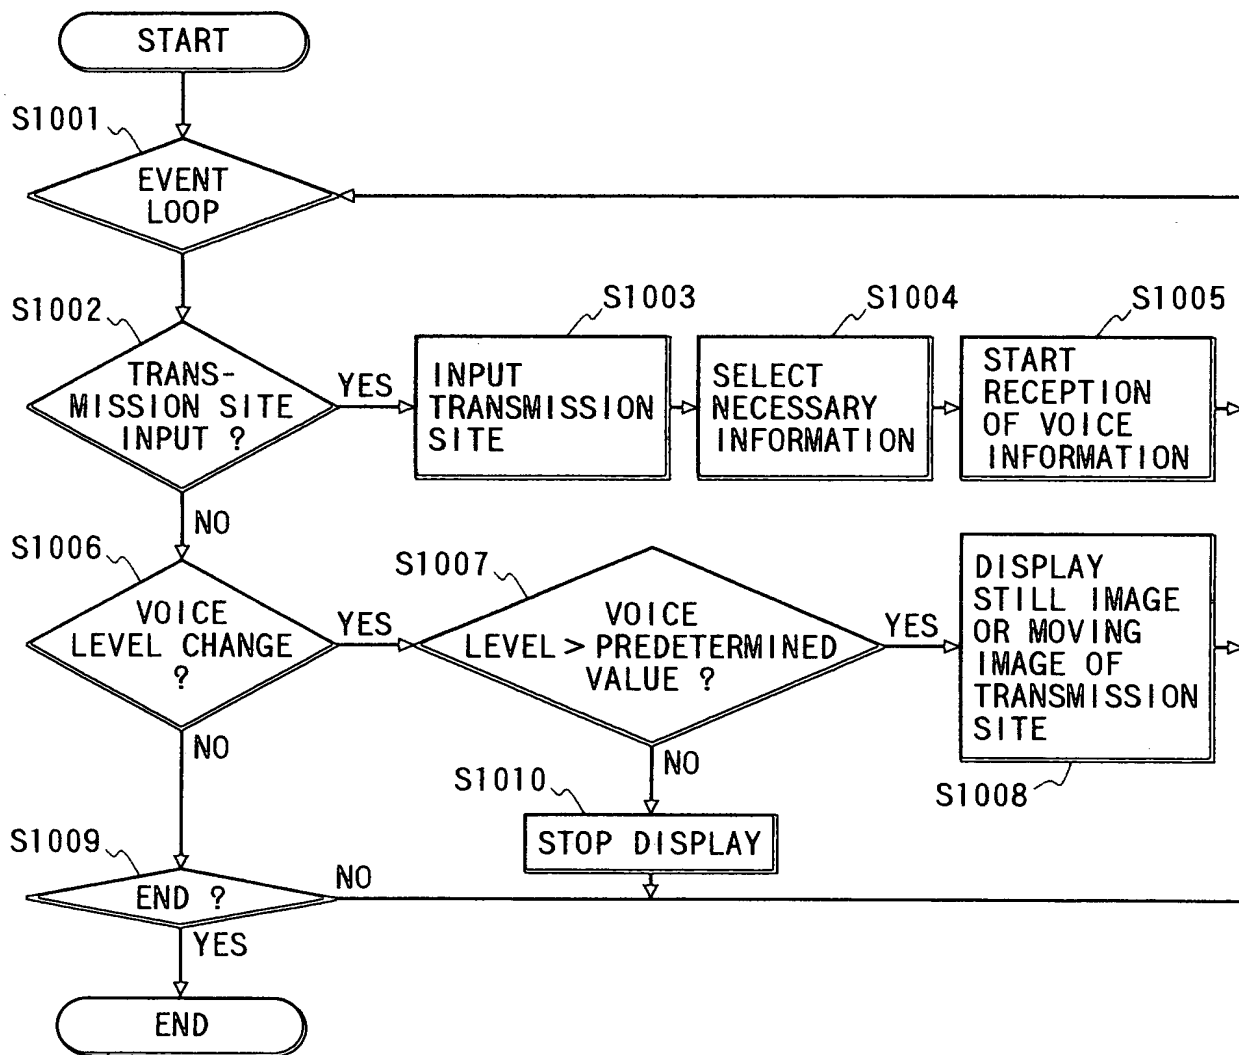 START
S1001
EVENT
LOOP
S1002
TRANS-
MISSION SITE
INPUT ?
YES
S1003
INPUT
TRANSMISSION
SITE
S1004
SELECT
NECESSARY
INFORMATION
S1005
START
RECEPTION
OF VOICE
INFORMATION
NO
S1006
VOICE
LEVEL CHANGE
?
YES
S1007
VOICE
LEVEL > PREDETERMINED
VALUE ?
YES
DISPLAY
STILL IMAGE
OR MOVING
IMAGE OF
TRANSMISSION
SITE
S1008
NO
NO
S1010
STOP DISPLAY
S1009
END ?
NO
YES
END